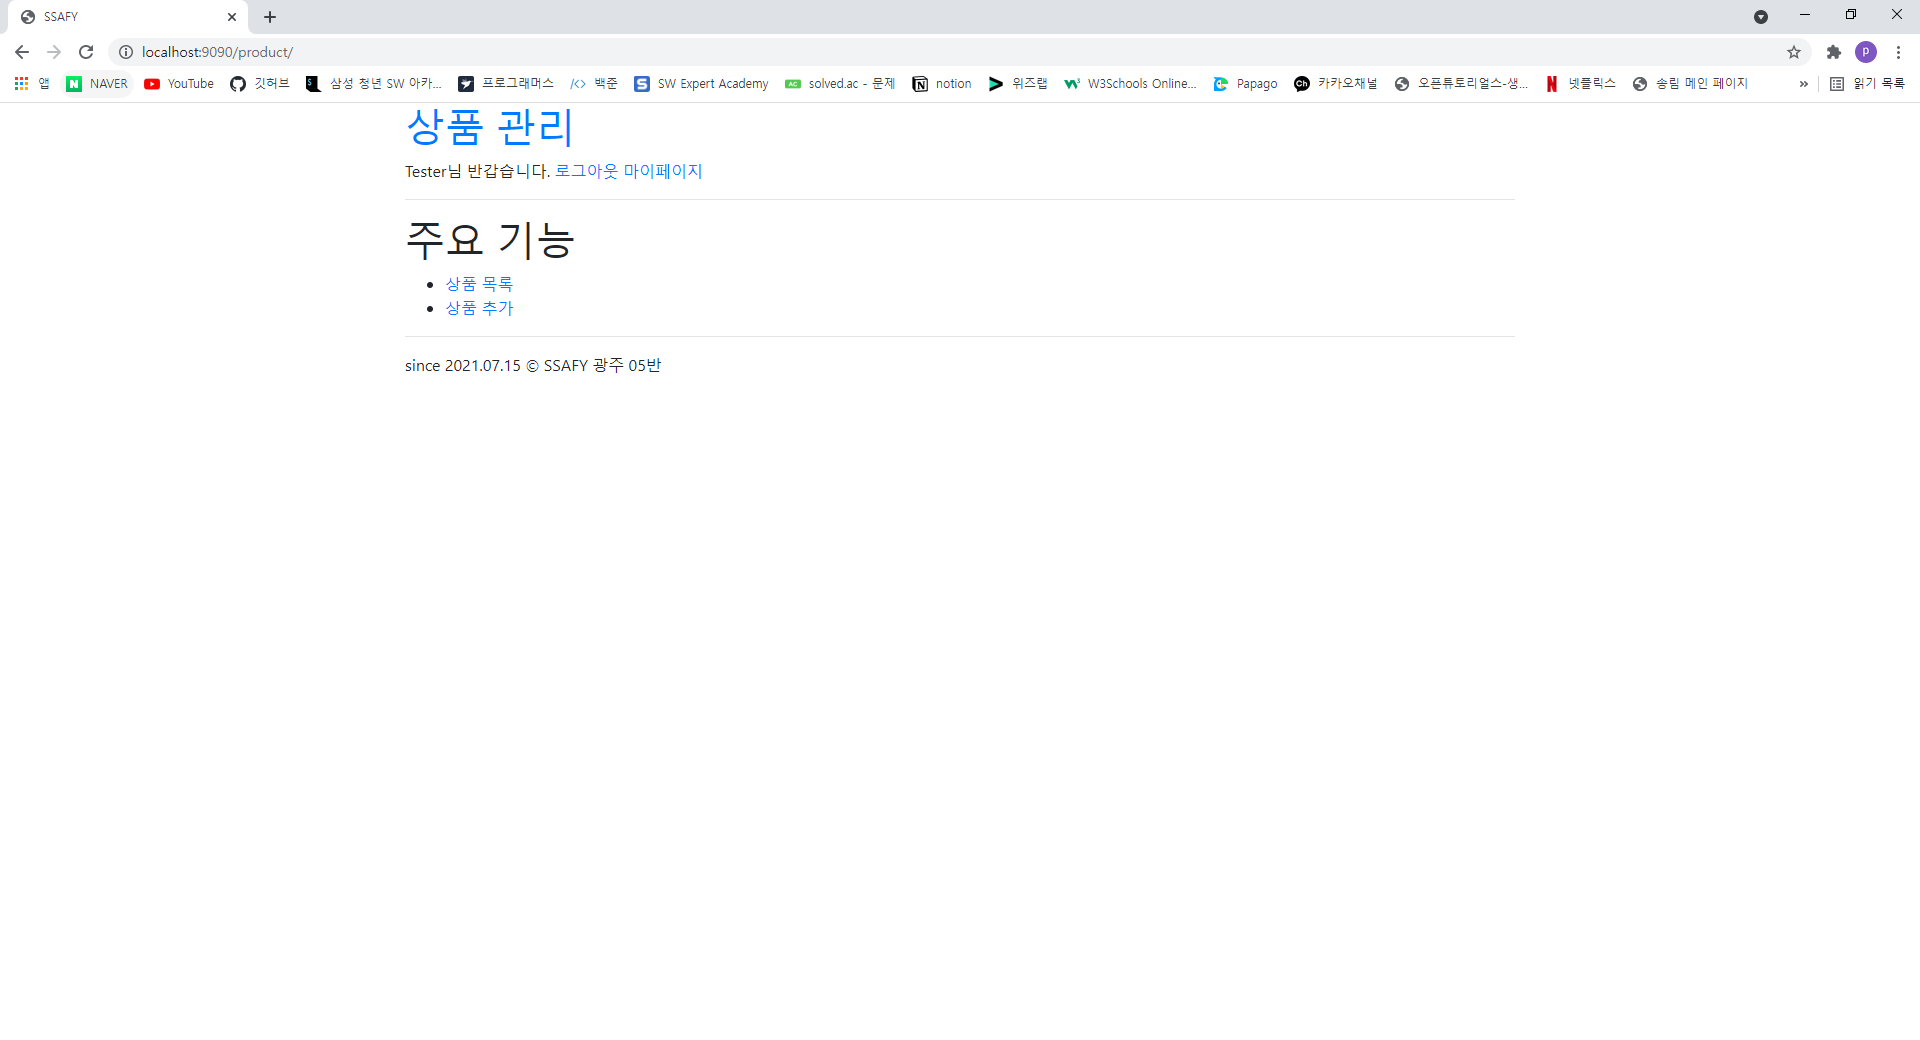 SSAFY
localhost:9090/product/
앱 NAVER YouTube 깃허브 삼성 청년 SW 아카... 프로그래머스 백준 SW Expert Academy solved.ac - 문제 notion 위즈랩 W3Schools Online... Papago 카카오채널 오픈튜토리얼스-생... 넷플릭스 송림 메인 페이지 » 읽기 목록
상품 관리
Tester님 반갑습니다. 로그아웃 마이페이지
주요 기능
• 상품 목록
• 상품 추가
since 2021.07.15 © SSAFY 광주 05반